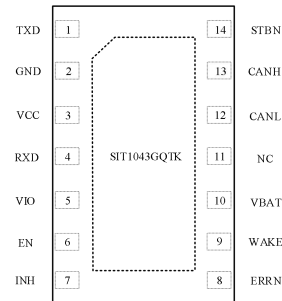 TXD 1 14 STBN
GND 2 13 CANH
VCC 3 12 CANL
RXD 4 SIT1043GQTK 11 NC
VIO 5 10 VBAT
EN 6 9 WAKE
INH 7 8 ERRN